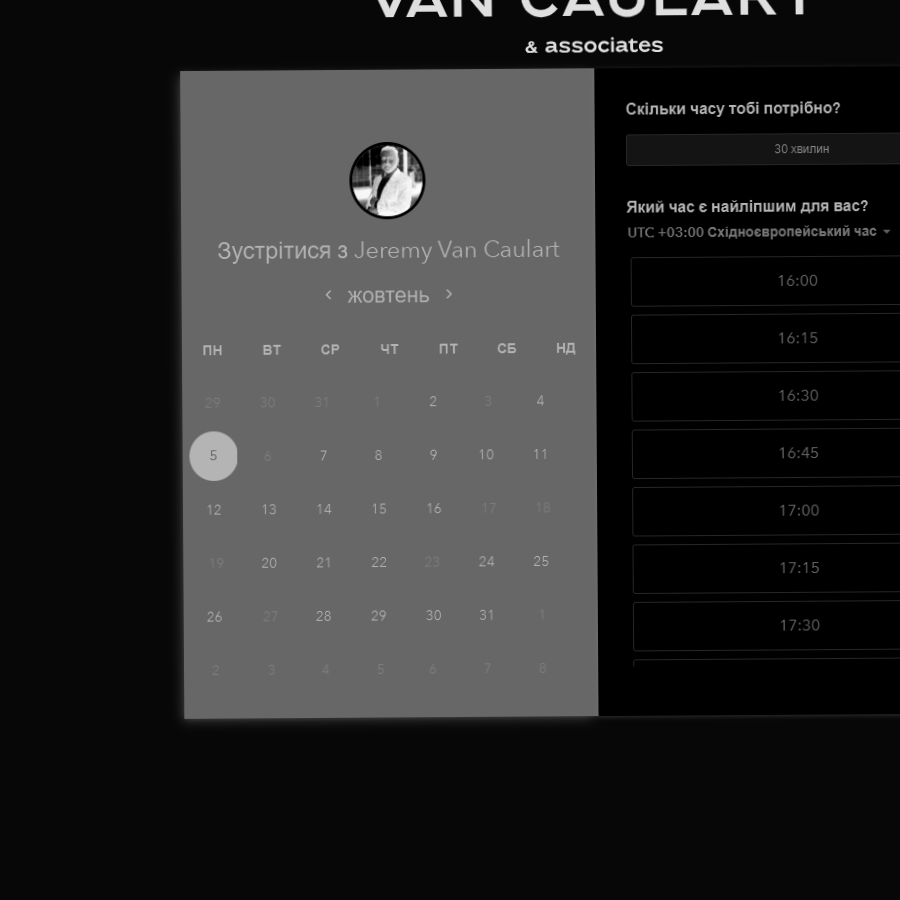 VAN CAULART
& associates
Зустрітися з Jeremy Van Caulart
жовтень
ПН ВТ СР ЧТ ПТ СБ НД
29 30 31 1 2 3 4
5 6 7 8 9 10 11
12 13 14 15 16 17 18
19 20 21 22 23 24 25
26 27 28 29 30 31 1
2 3 4 5 6 7 8
Скільки часу тобі потрібно?
30 хвилин
Який час є найліпшим для вас?
UTC +03:00 Східноєвропейський час
16:00
16:15
16:30
16:45
17:00
17:15
17:30